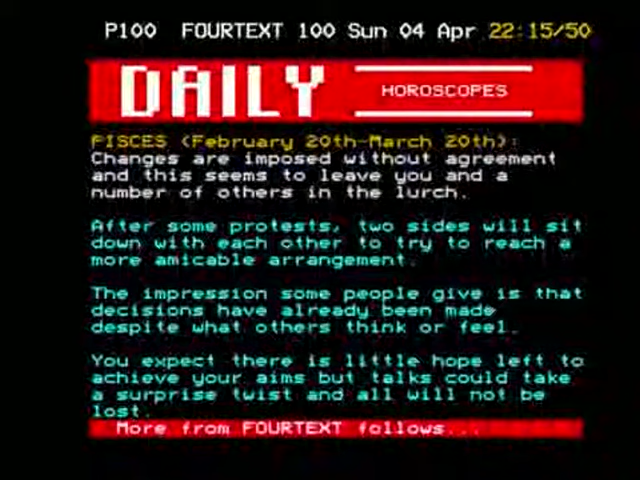 P100 FOURTEXT 100 Sun 04 Apr 22:15/50
DAILY HOROSCOPES
PISCES (February 20th-March 20th):
Changes are imposed without agreement
and this seems to leave you and a
number of others in the lurch.
After some protests, two sides will sit
down with each other to try to reach a
more amicable arrangement.
The impression some people give is that
decisions have already been made
despite what others think or feel.
You expect there is little hope left to
achieve your aims but talks could take
a surprise twist and all will not be
lost.
More from FOURTEXT follows...